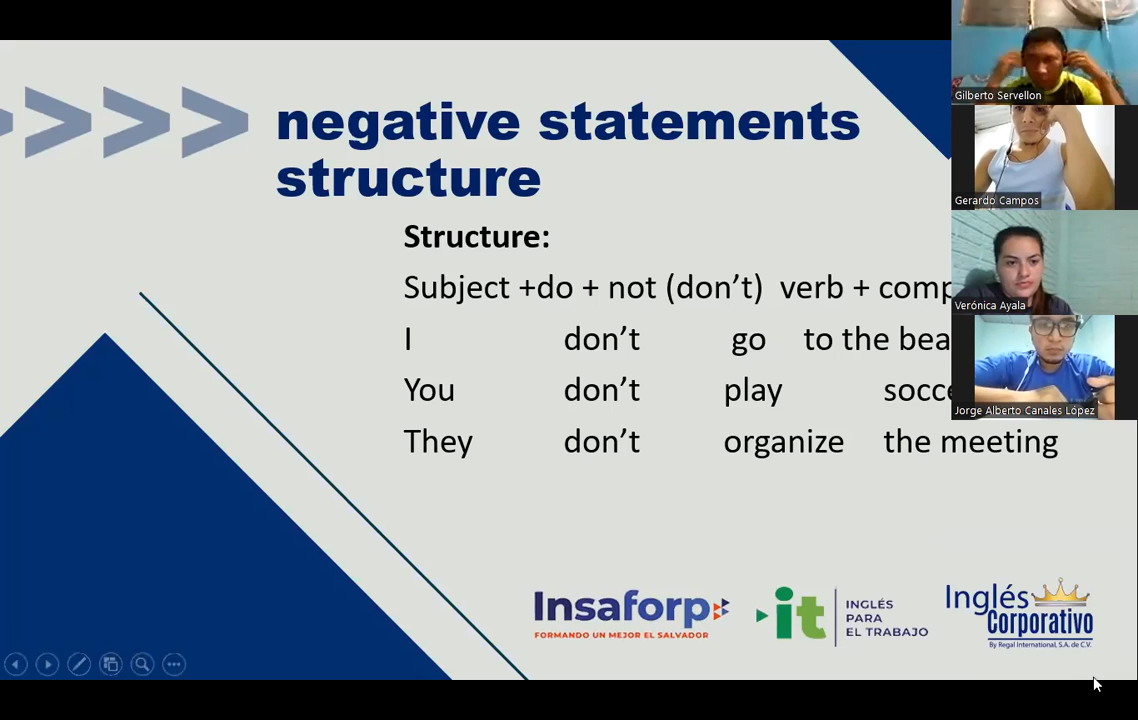 negative statements
structure
Structure:
Subject +do + not (don't) verb + comp
I don't go to the bea
You don't play socce
They don't organize the meeting
Gilberto Servellon
Gerardo Campos
Verónica Ayala
Jorge Alberto Canales López
Insaforp
FORMANDO UN MEJOR EL SALVADOR
it
INGLÉS
PARA
EL TRABAJO
Inglés
Corporativo
By Regal International, S.A. de C.V.